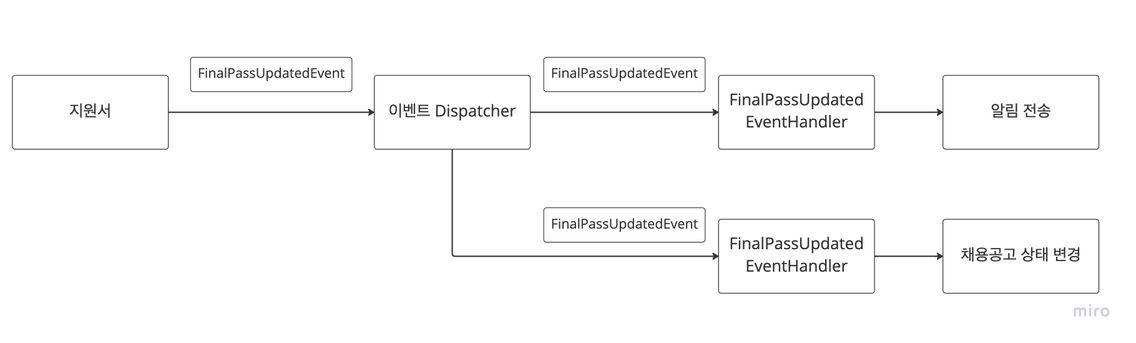 FinalPassUpdatedEvent
FinalPassUpdatedEvent
지원서
이벤트 Dispatcher
FinalPassUpdated
EventHandler
알림 전송
FinalPassUpdatedEvent
FinalPassUpdated
EventHandler
채용공고 상태 변경
miro